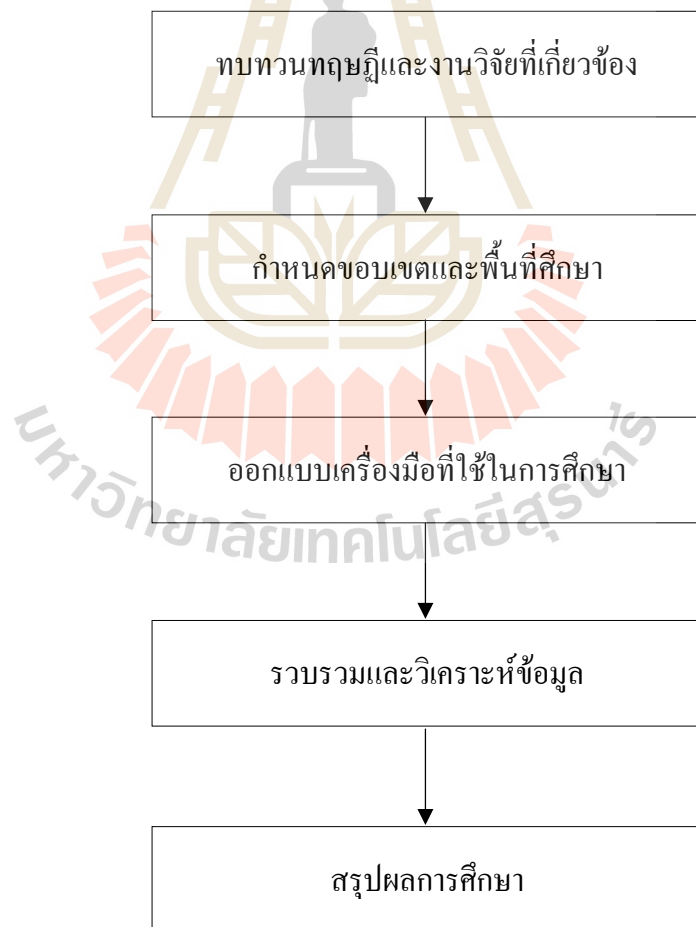 ทบทวนทฤษฎีและงานวิจัยที่เกี่ยวข้อง
กำหนดขอบเขตและพื้นที่ศึกษา
ออกแบบเครื่องมือที่ใช้ในการศึกษา
มหาวิทยาลัยเทคโนโลยีสุรนารี
รวบรวมและวิเคราะห์ข้อมูล
สรุปผลการศึกษา